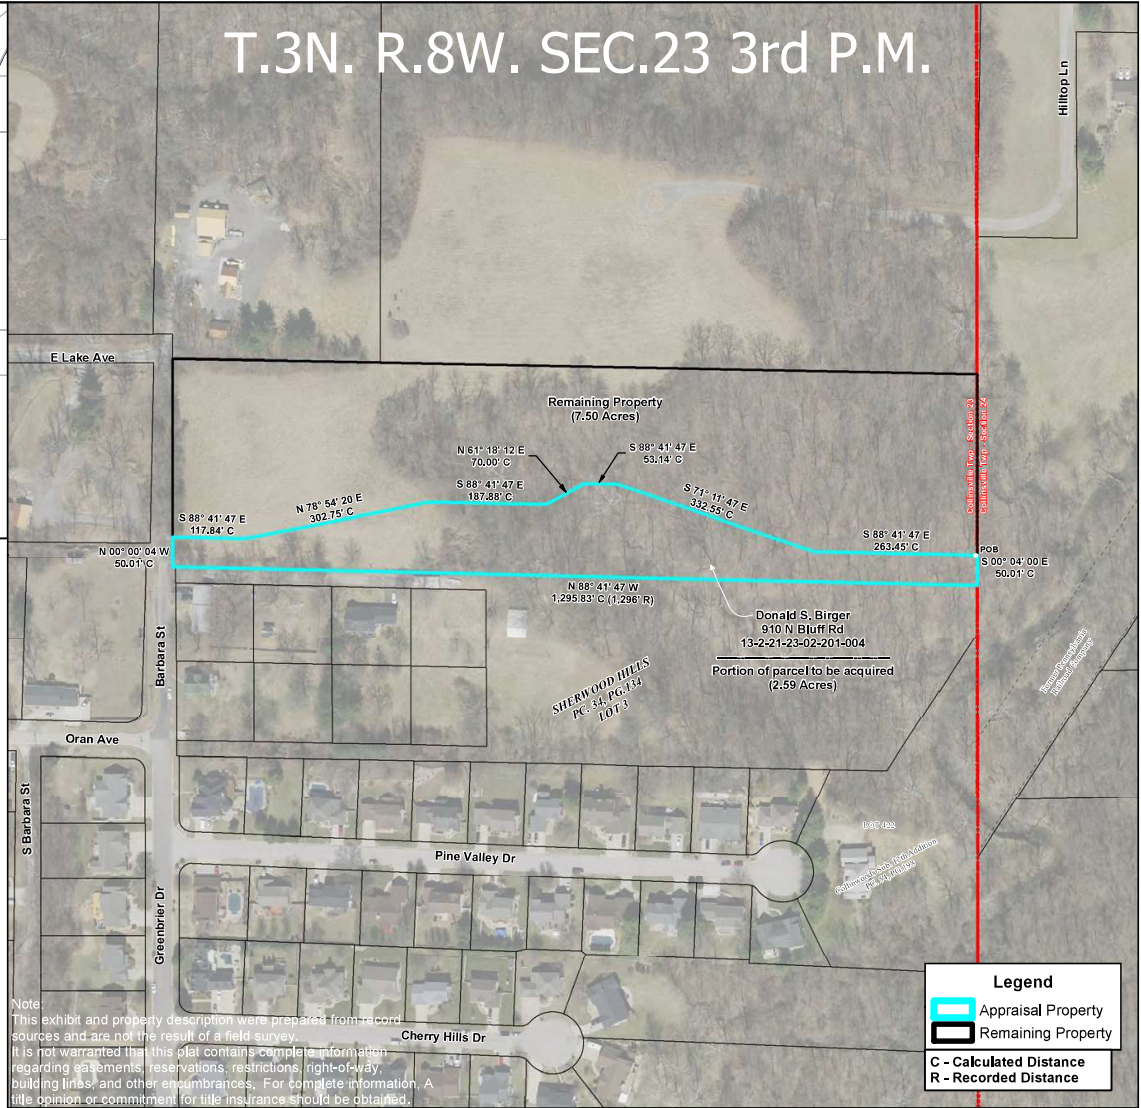 T.3N. R.8W. SEC.23 3rd P.M.
Hilltop Ln
E Lake Ave
Remaining Property
(7.50 Acres)
Collinsville Twp - Section 23
Collinsville Twp - Section 24
N 61° 18' 12 E
70.00' C
S 88° 41' 47 E
53.14' C
S 88° 41' 47 E
187.88' C
N 78° 54' 20 E
302.75' C
S 71° 11' 47 E
332.55' C
S 88° 41' 47 E
117.84' C
S 88° 41' 47 E
263.45' C
N 00° 00' 04 W
50.01' C
POB
S 00° 04' 00 E
50.01' C
N 88° 41' 47 W
1,295.83' C (1,296' R)
Donald S. Birger
910 N Bluff Rd
13-2-21-23-02-201-004
Portion of parcel to be acquired
(2.59 Acres)
Barbara St
SHERWOOD HILLS
PC. 34, PG.134
LOT 3
Former Pennsylvania
Railroad Company
Oran Ave
S Barbara St
LOT 422
Collinwoods Sub. 13th Addition
Pine Valley Dr
Greenbrier Dr
Cherry Hills Dr
Note:
This exhibit and property description were prepared from record
sources and are not the result of a field survey.
It is not warranted that this plat contains complete information
regarding easements, reservations, restrictions, right-of-way,
building lines, and other encumbrances. For complete information, A
title opinion or commitment for title insurance should be obtained.
Legend
Appraisal Property
Remaining Property
C - Calculated Distance
R - Recorded Distance